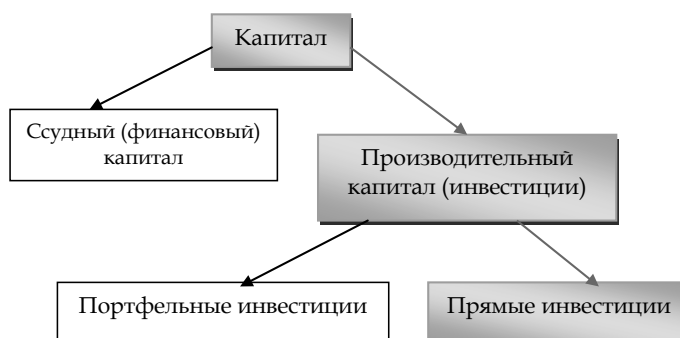 Капитал
Ссудный (финансовый)
капитал
Производительный
капитал (инвестиции)
Портфельные инвестиции
Прямые инвестиции